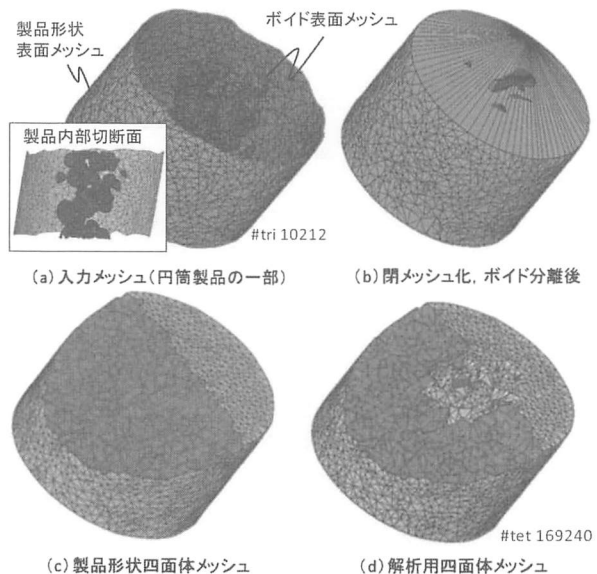 製品形状
表面メッシュ
ボイド表面メッシュ
製品内部切断面
#tri 10212
(a)入力メッシュ(円筒製品の一部)
(b)閉メッシュ化,ボイド分離後
#tet 169240
(c)製品形状四面体メッシュ
(d)解析用四面体メッシュ